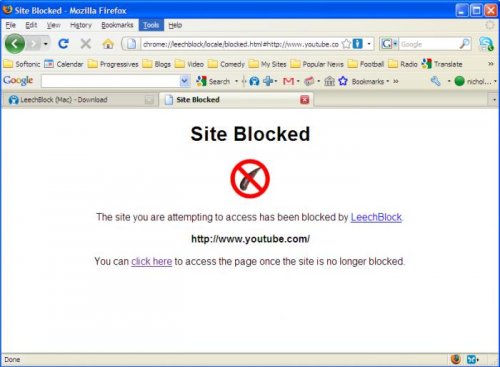 Site Blocked - Mozilla Firefox
File Edit View History Bookmarks Tools Help
chrome://leechblock/locale/blocked.html#http://www.youtube.co Google
Softonic Calendar Progressives Blogs Video Comedy My Sites Popular News Football Radio Translate
Google Search Bookmarks nichol...
LeechBlock (Mac) - Download Site Blocked
Site Blocked
The site you are attempting to access has been blocked by LeechBlock.
http://www.youtube.com/
You can click here to access the page once the site is no longer blocked.
Done